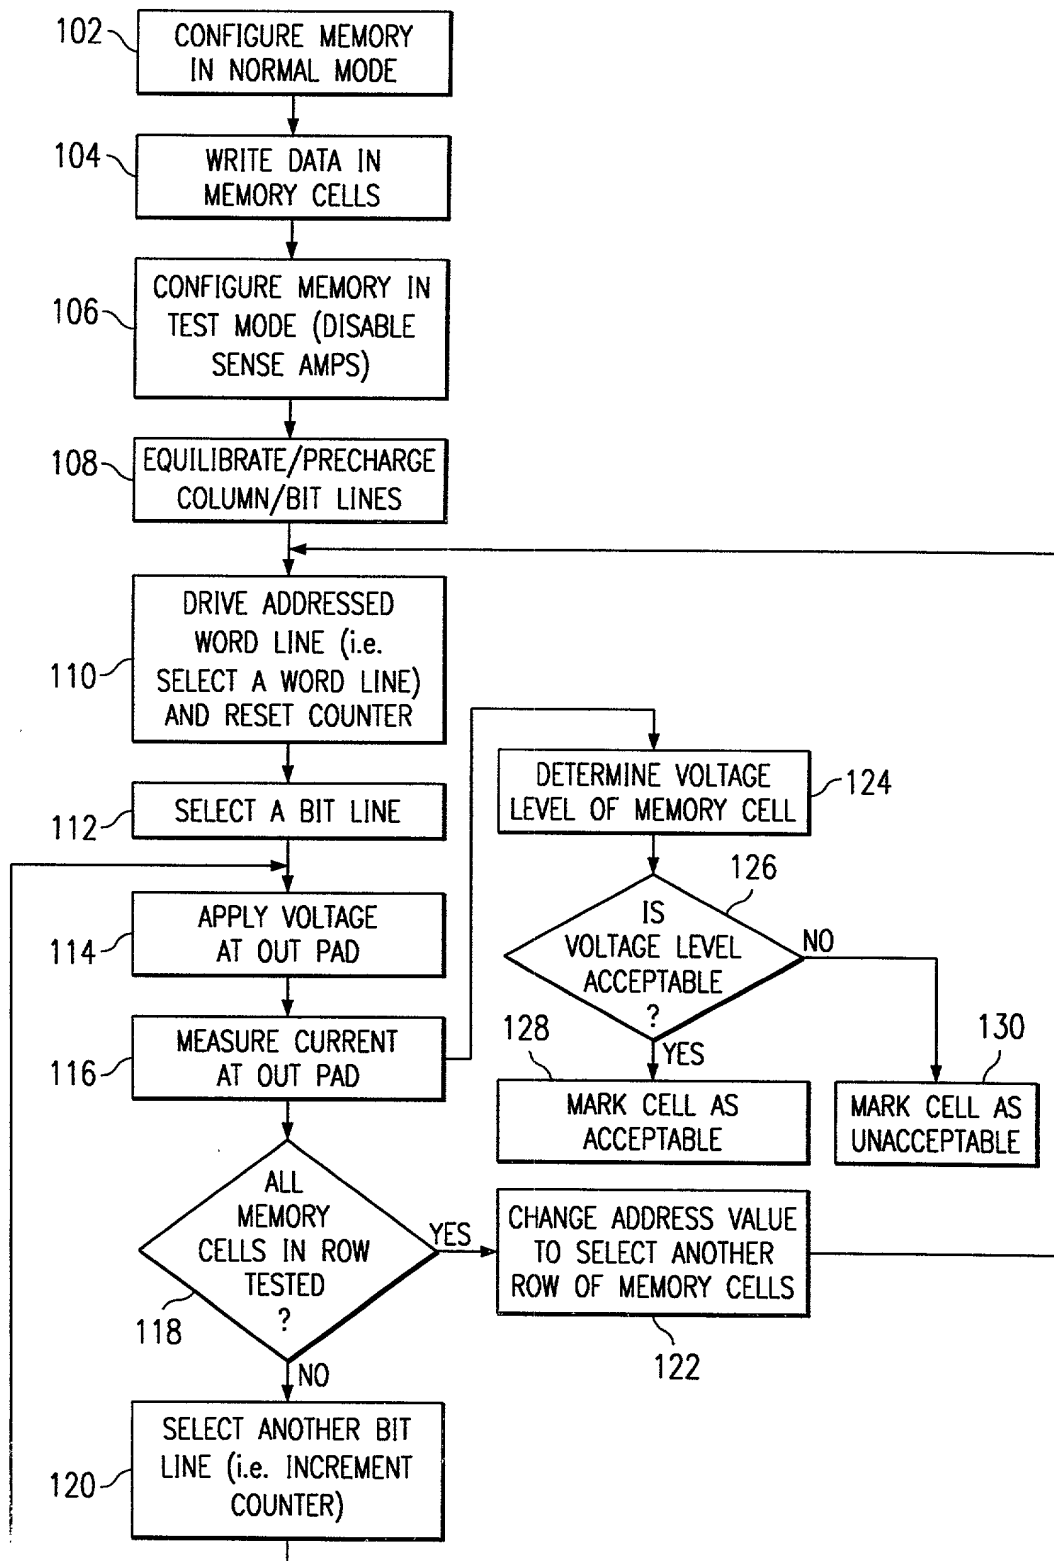 102
CONFIGURE MEMORY
IN NORMAL MODE
104
WRITE DATA IN
MEMORY CELLS
106
CONFIGURE MEMORY IN
TEST MODE (DISABLE
SENSE AMPS)
108
EQUILIBRATE/PRECHARGE
COLUMN/BIT LINES
110
DRIVE ADDRESSED
WORD LINE (i.e.
SELECT A WORD LINE)
AND RESET COUNTER
112
SELECT A BIT LINE
114
APPLY VOLTAGE
AT OUT PAD
116
MEASURE CURRENT
AT OUT PAD
DETERMINE VOLTAGE
LEVEL OF MEMORY CELL
124
126
IS
VOLTAGE LEVEL
ACCEPTABLE
?
NO
YES
128
MARK CELL AS
ACCEPTABLE
130
MARK CELL AS
UNACCEPTABLE
118
ALL
MEMORY
CELLS IN ROW
TESTED
?
YES
NO
CHANGE ADDRESS VALUE
TO SELECT ANOTHER
ROW OF MEMORY CELLS
122
120
SELECT ANOTHER BIT
LINE (i.e. INCREMENT
COUNTER)